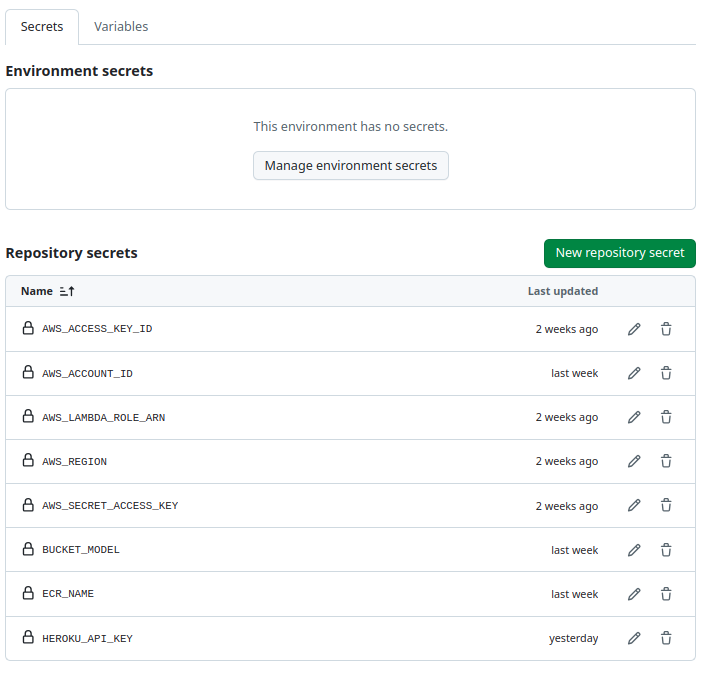 Secrets Variables
Environment secrets
This environment has no secrets.
Manage environment secrets
Repository secrets New repository secret
Name Last updated
AWS_ACCESS_KEY_ID 2 weeks ago
AWS_ACCOUNT_ID last week
AWS_LAMBDA_ROLE_ARN 2 weeks ago
AWS_REGION 2 weeks ago
AWS_SECRET_ACCESS_KEY 2 weeks ago
BUCKET_MODEL last week
ECR_NAME last week
HEROKU_API_KEY yesterday